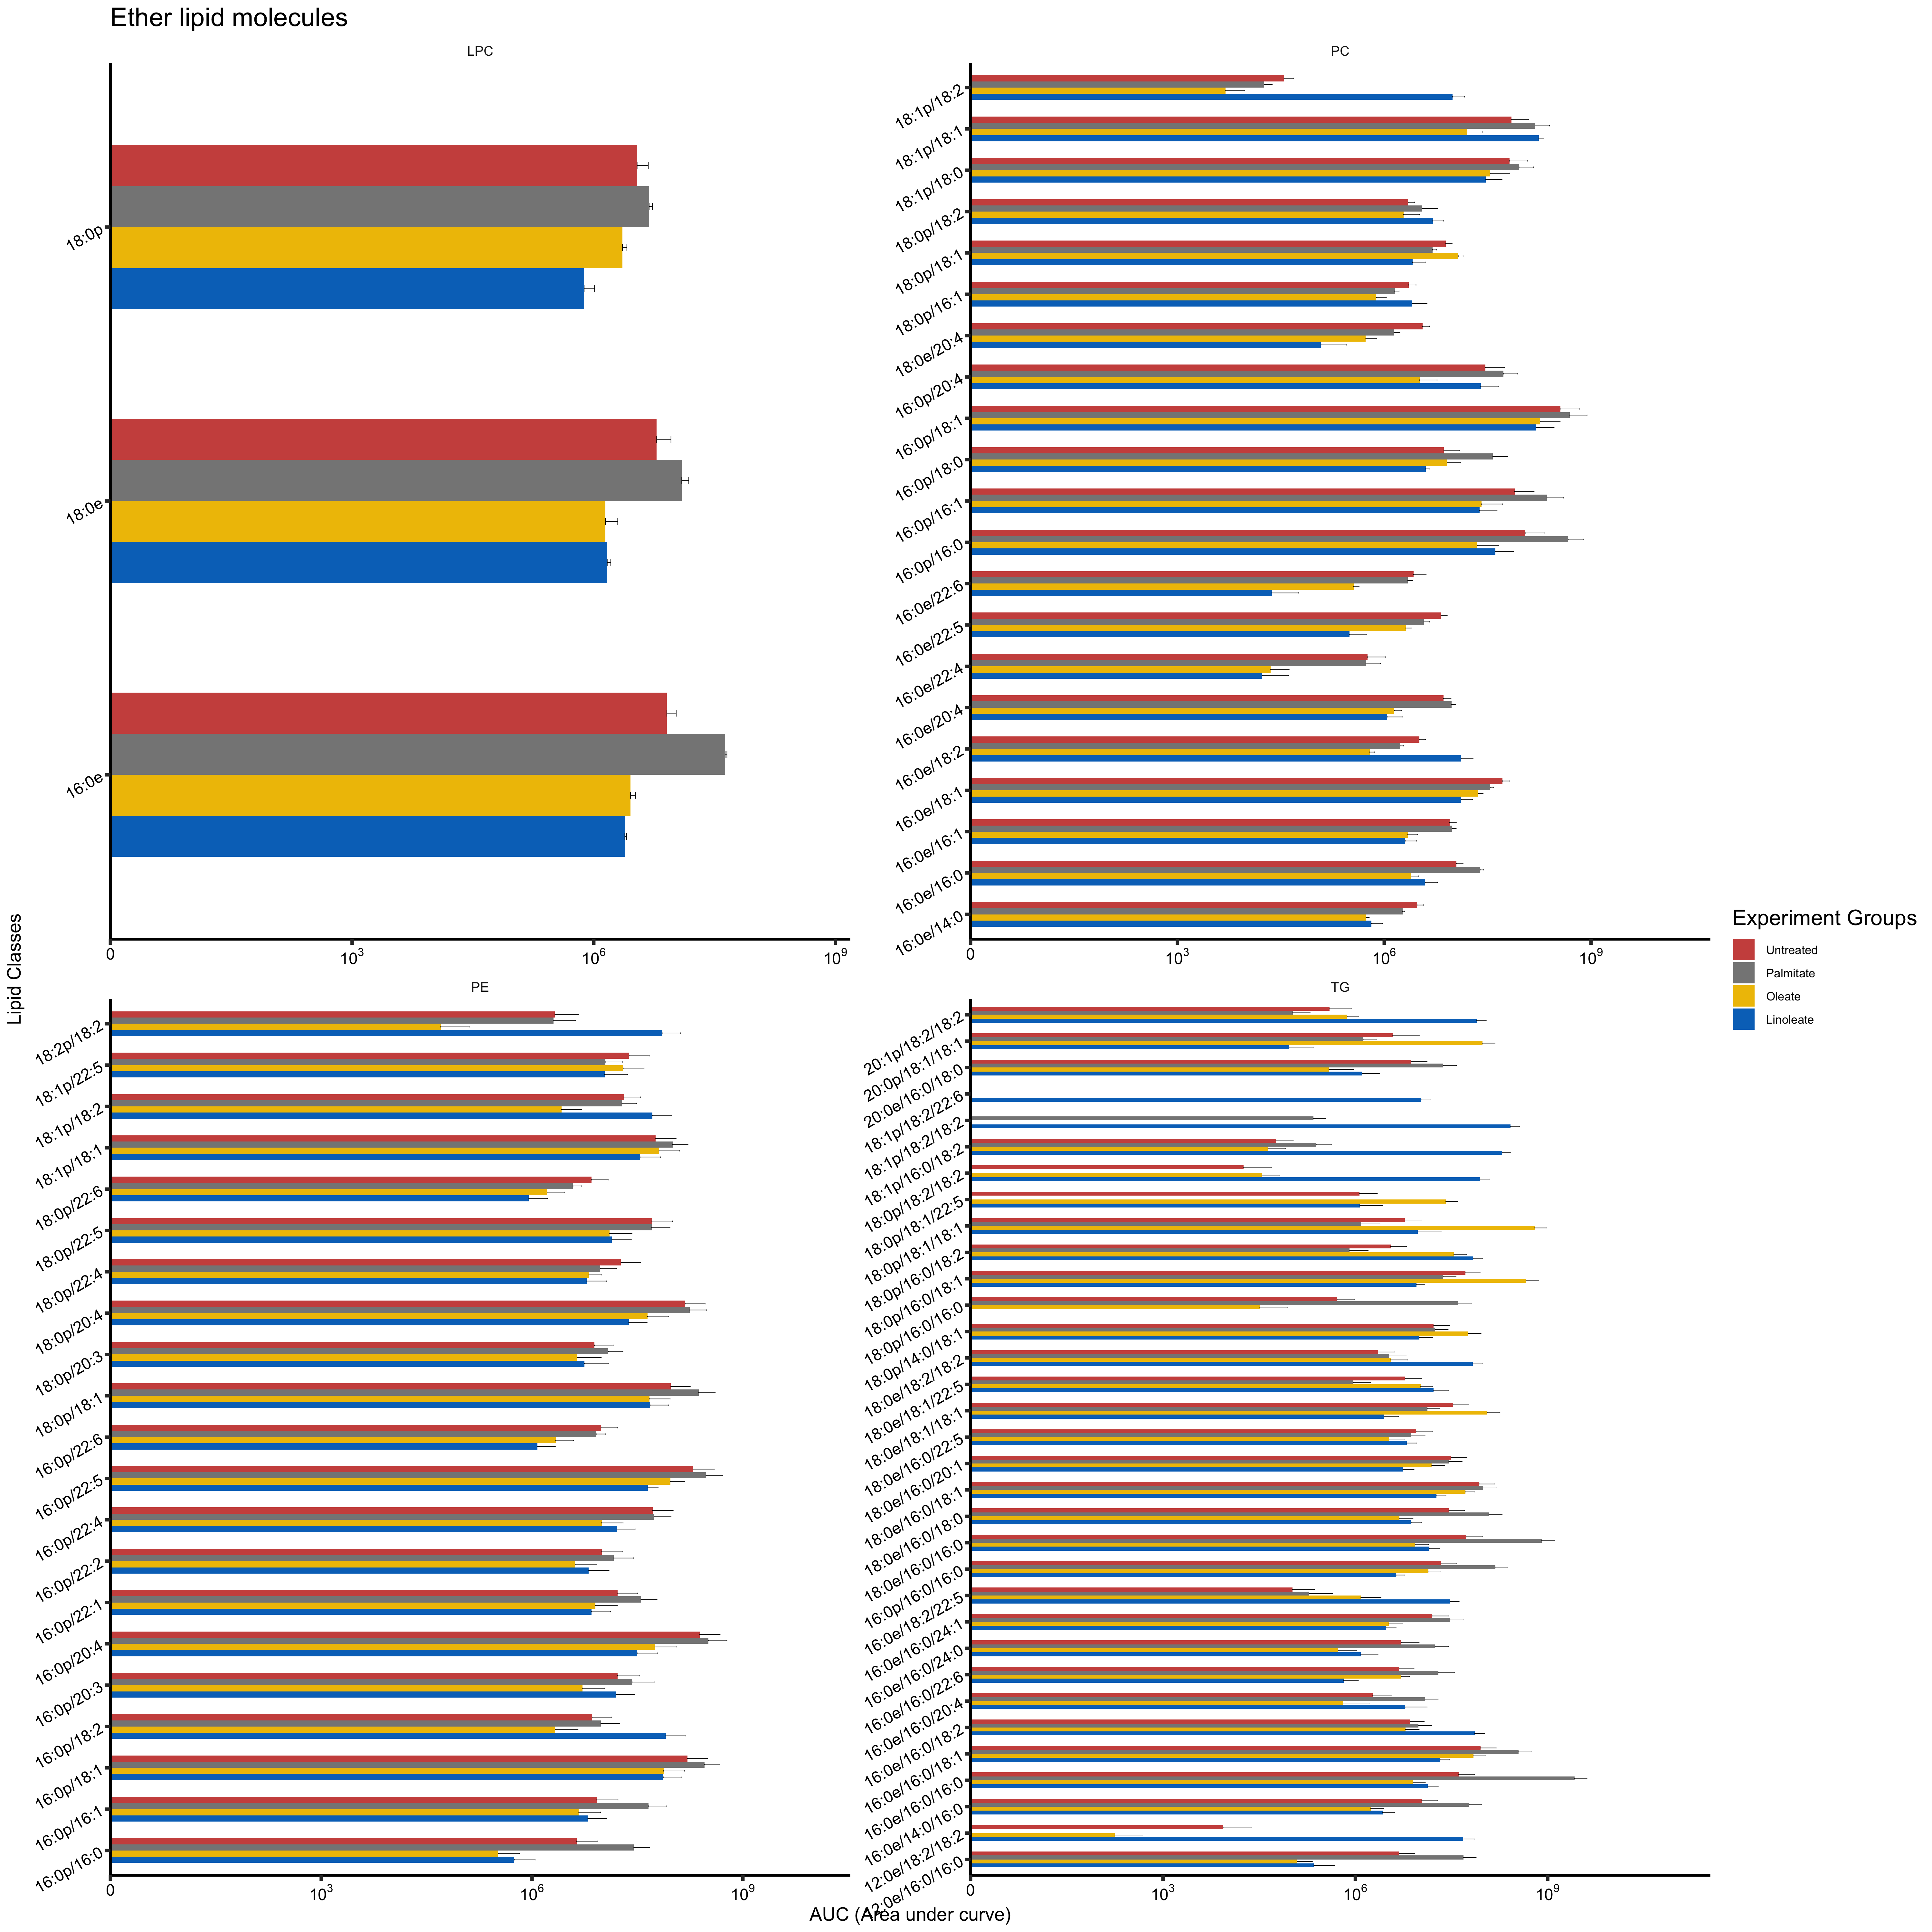 Ether lipid molecules
LPC
18:0p
18:0e
16:0e
0
10³
10⁶
10⁹
PC
18:1p/18:2
18:1p/18:1
18:1p/18:0
18:0p/18:2
18:0p/18:1
18:0p/16:1
18:0e/20:4
16:0p/20:4
16:0p/18:1
16:0p/18:0
16:0p/16:1
16:0p/16:0
16:0e/22:6
16:0e/22:5
16:0e/22:4
16:0e/20:4
16:0e/18:2
16:0e/18:1
16:0e/16:1
16:0e/16:0
16:0e/14:0
0
10³
10⁶
10⁹
PE
18:2p/18:2
18:1p/22:5
18:1p/18:2
18:1p/18:1
18:0p/22:6
18:0p/22:5
18:0p/22:4
18:0p/20:4
18:0p/20:3
18:0p/18:1
16:0p/22:6
16:0p/22:5
16:0p/22:4
16:0p/22:2
16:0p/22:1
16:0p/20:4
16:0p/20:3
16:0p/18:2
16:0p/18:1
16:0p/16:1
16:0p/16:0
0
10³
10⁶
10⁹
TG
20:1p/18:2/18:2
20:0p/18:1/18:1
20:0e/16:0/18:0
18:1p/18:2/22:6
18:1p/18:2/18:2
18:1p/16:0/18:2
18:0p/18:2/18:2
18:0p/18:1/22:5
18:0p/18:1/18:1
18:0p/16:0/18:2
18:0p/16:0/18:1
18:0p/16:0/16:0
18:0p/14:0/18:1
18:0e/18:2/18:2
18:0e/18:1/22:5
18:0e/18:1/18:1
18:0e/16:0/22:5
18:0e/16:0/20:1
18:0e/16:0/18:1
18:0e/16:0/18:0
18:0e/16:0/16:0
16:0p/16:0/16:0
16:0e/18:2/22:5
16:0e/16:0/24:1
16:0e/16:0/24:0
16:0e/16:0/22:6
16:0e/16:0/20:4
16:0e/16:0/18:2
16:0e/16:0/18:1
16:0e/16:0/16:0
16:0e/14:0/16:0
12:0e/18:2/18:2
12:0e/16:0/16:0
0
10³
10⁶
10⁹
Lipid Classes
AUC (Area under curve)
Experiment Groups
Untreated
Palmitate
Oleate
Linoleate